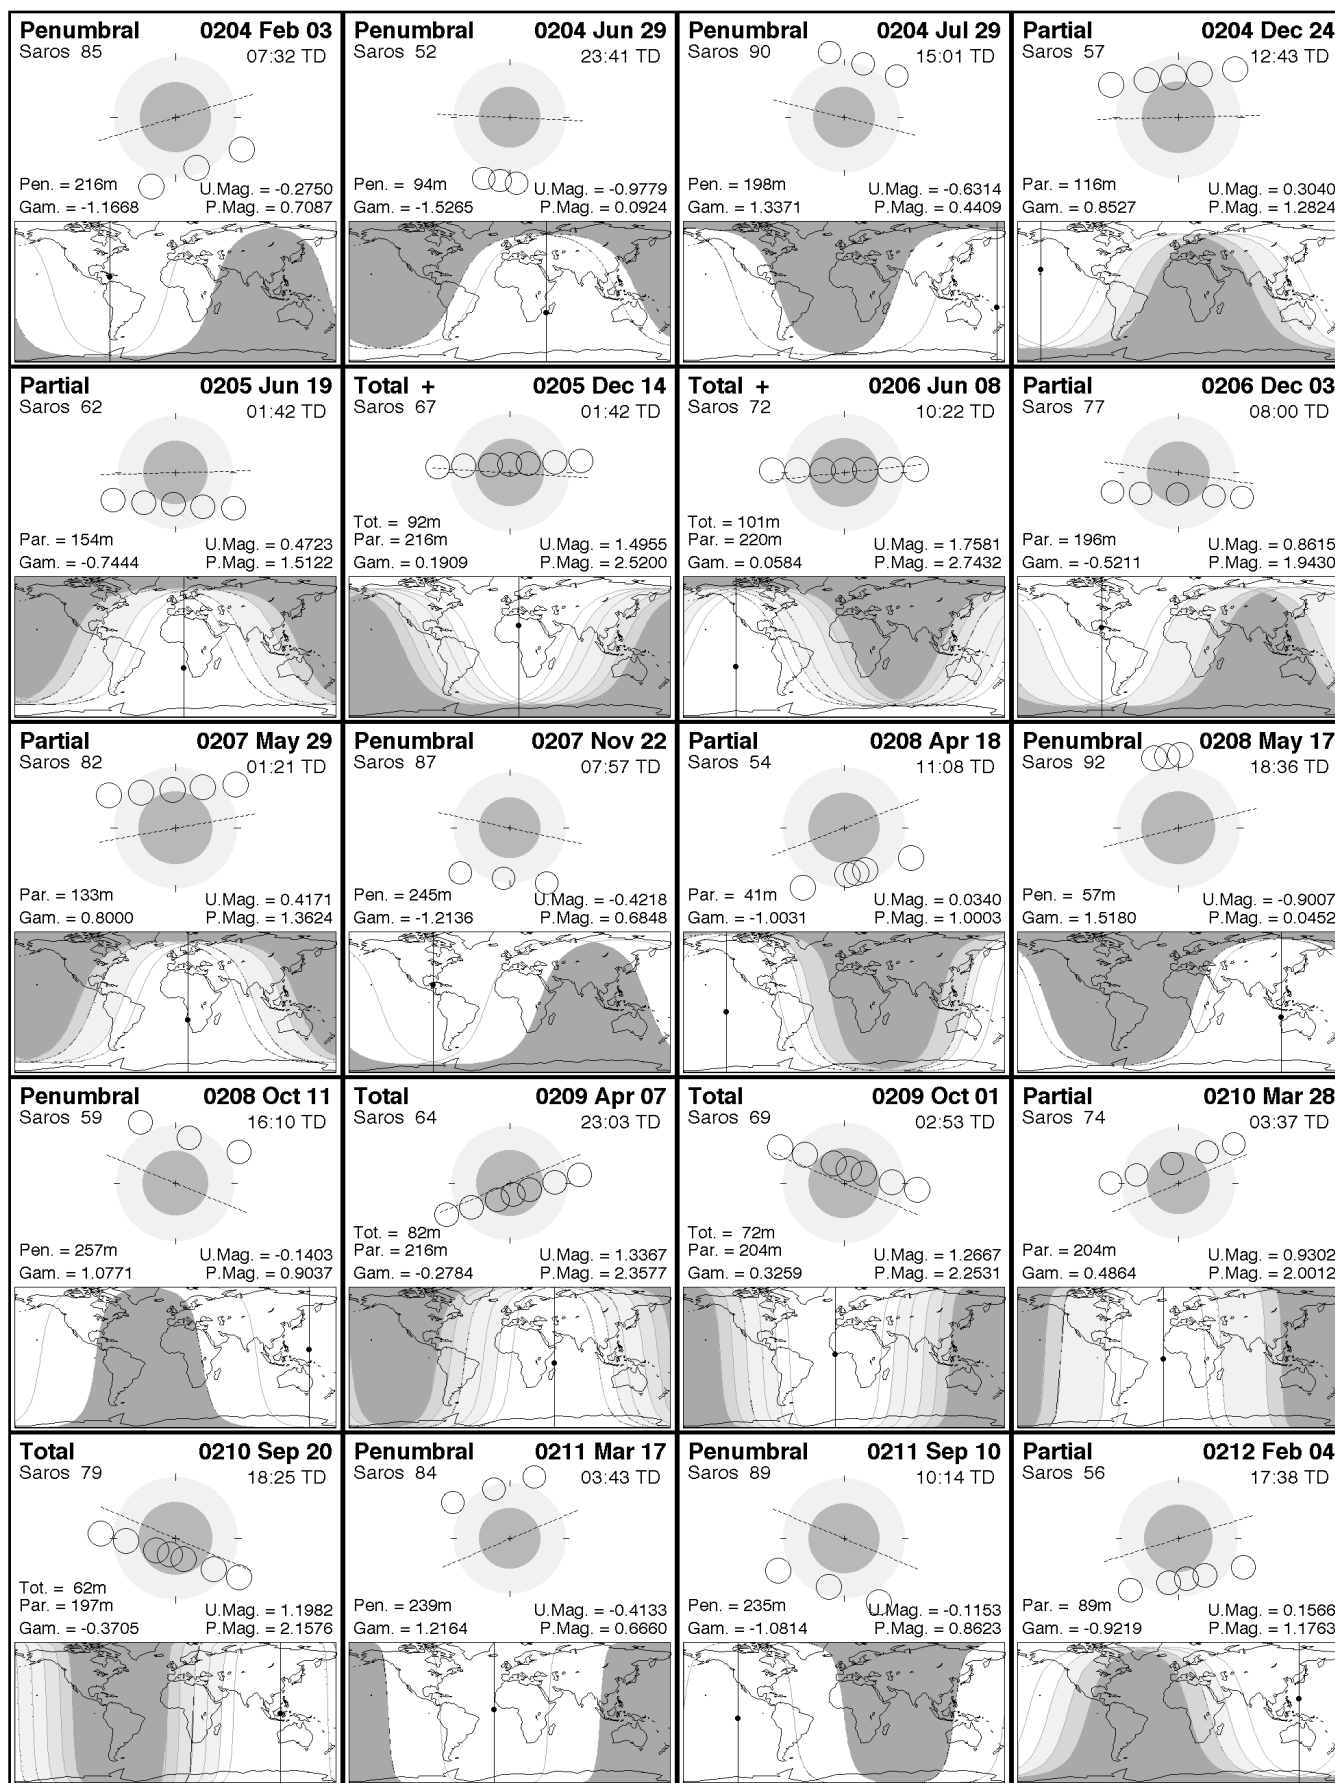 Penumbral 0204 Feb 03
Saros 85 07:32 TD
Pen. = 216m U.Mag. = -0.2750
Gam. = -1.1668 P.Mag. = 0.7087
Penumbral 0204 Jun 29
Saros 52 23:41 TD
Pen. = 94m U.Mag. = -0.9779
Gam. = -1.5265 P.Mag. = 0.0924
Penumbral 0204 Jul 29
Saros 90 15:01 TD
Pen. = 198m U.Mag. = -0.6314
Gam. = 1.3371 P.Mag. = 0.4409
Partial 0204 Dec 24
Saros 57 12:43 TD
Par. = 116m U.Mag. = 0.3040
Gam. = 0.8527 P.Mag. = 1.2824
Partial 0205 Jun 19
Saros 62 01:42 TD
Par. = 154m U.Mag. = 0.4723
Gam. = -0.7444 P.Mag. = 1.5122
Total + 0205 Dec 14
Saros 67 01:42 TD
Tot. = 92m
Par. = 216m U.Mag. = 1.4955
Gam. = 0.1909 P.Mag. = 2.5200
Total + 0206 Jun 08
Saros 72 10:22 TD
Tot. = 101m
Par. = 220m U.Mag. = 1.7581
Gam. = 0.0584 P.Mag. = 2.7432
Partial 0206 Dec 03
Saros 77 08:00 TD
Par. = 196m U.Mag. = 0.8615
Gam. = -0.5211 P.Mag. = 1.9430
Partial 0207 May 29
Saros 82 01:21 TD
Par. = 133m U.Mag. = 0.4171
Gam. = 0.8000 P.Mag. = 1.3624
Penumbral 0207 Nov 22
Saros 87 07:57 TD
Pen. = 245m U.Mag. = -0.4218
Gam. = -1.2136 P.Mag. = 0.6848
Partial 0208 Apr 18
Saros 54 11:08 TD
Par. = 41m U.Mag. = 0.0340
Gam. = -1.0031 P.Mag. = 1.0003
Penumbral 0208 May 17
Saros 92 18:36 TD
Pen. = 57m U.Mag. = -0.9007
Gam. = 1.5180 P.Mag. = 0.0452
Penumbral 0208 Oct 11
Saros 59 16:10 TD
Pen. = 257m U.Mag. = -0.1403
Gam. = 1.0771 P.Mag. = 0.9037
Total 0209 Apr 07
Saros 64 23:03 TD
Tot. = 82m
Par. = 216m U.Mag. = 1.3367
Gam. = -0.2784 P.Mag. = 2.3577
Total 0209 Oct 01
Saros 69 02:53 TD
Tot. = 72m
Par. = 204m U.Mag. = 1.2667
Gam. = 0.3259 P.Mag. = 2.2531
Partial 0210 Mar 28
Saros 74 03:37 TD
Par. = 204m U.Mag. = 0.9302
Gam. = 0.4864 P.Mag. = 2.0012
Total 0210 Sep 20
Saros 79 18:25 TD
Tot. = 62m
Par. = 197m U.Mag. = 1.1982
Gam. = -0.3705 P.Mag. = 2.1576
Penumbral 0211 Mar 17
Saros 84 03:43 TD
Pen. = 239m U.Mag. = -0.4133
Gam. = 1.2164 P.Mag. = 0.6660
Penumbral 0211 Sep 10
Saros 89 10:14 TD
Pen. = 235m U.Mag. = -0.1153
Gam. = -1.0814 P.Mag. = 0.8623
Partial 0212 Feb 04
Saros 56 17:38 TD
Par. = 89m U.Mag. = 0.1566
Gam. = -0.9219 P.Mag. = 1.1763